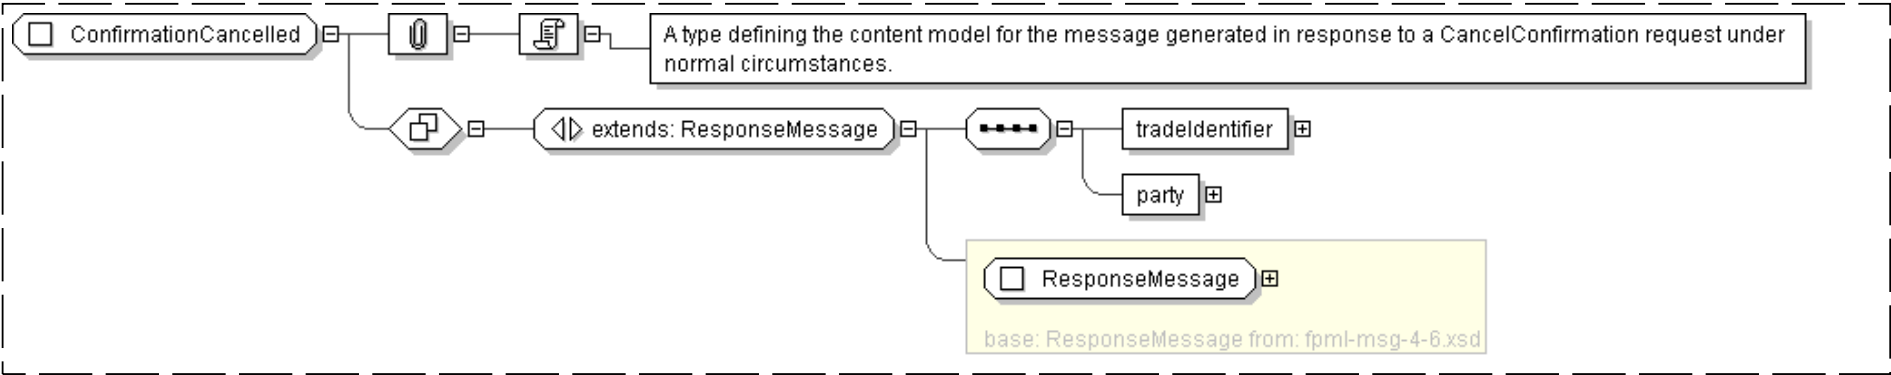 ConfirmationCancelled
A type defining the content model for the message generated in response to a CancelConfirmation request under
normal circumstances.
extends: ResponseMessage
tradeIdentifier
party
ResponseMessage
base: ResponseMessage from: fpml-msg-4-6.xsd